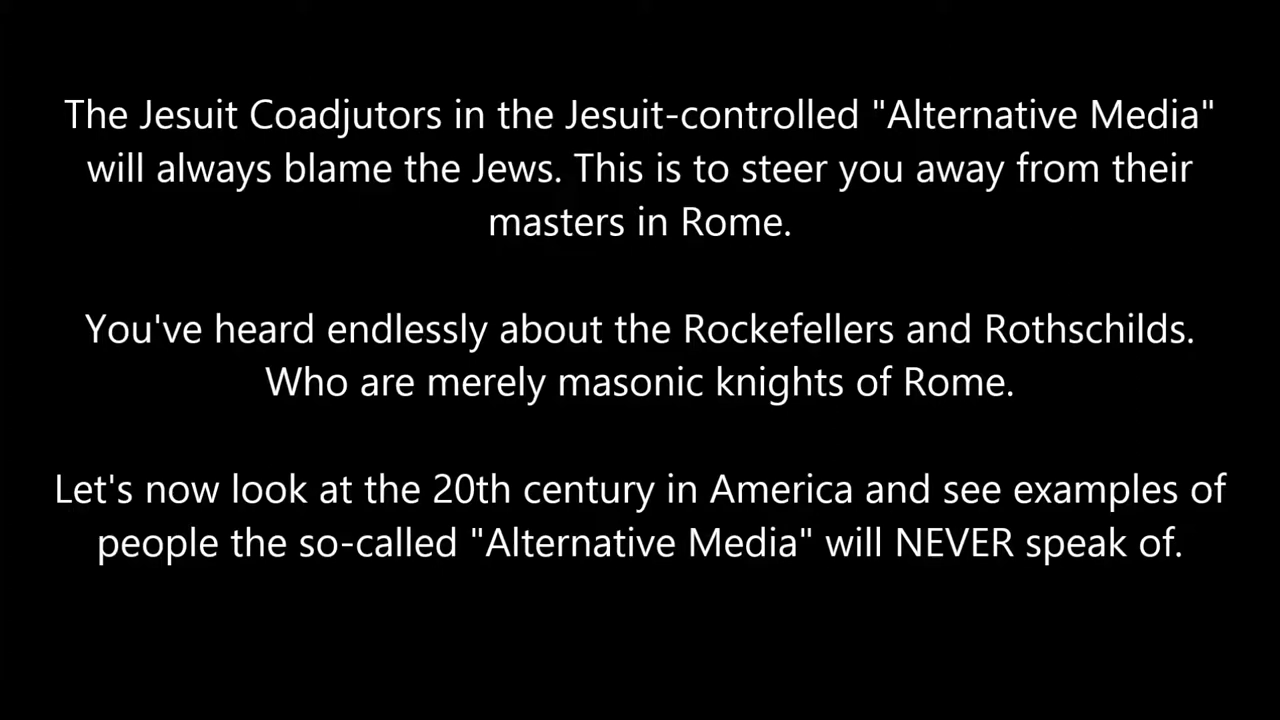 The Jesuit Coadjutors in the Jesuit-controlled "Alternative Media"
will always blame the Jews. This is to steer you away from their
masters in Rome.
You've heard endlessly about the Rockefellers and Rothschilds.
Who are merely masonic knights of Rome.
Let's now look at the 20th century in America and see examples of
people the so-called "Alternative Media" will NEVER speak of.